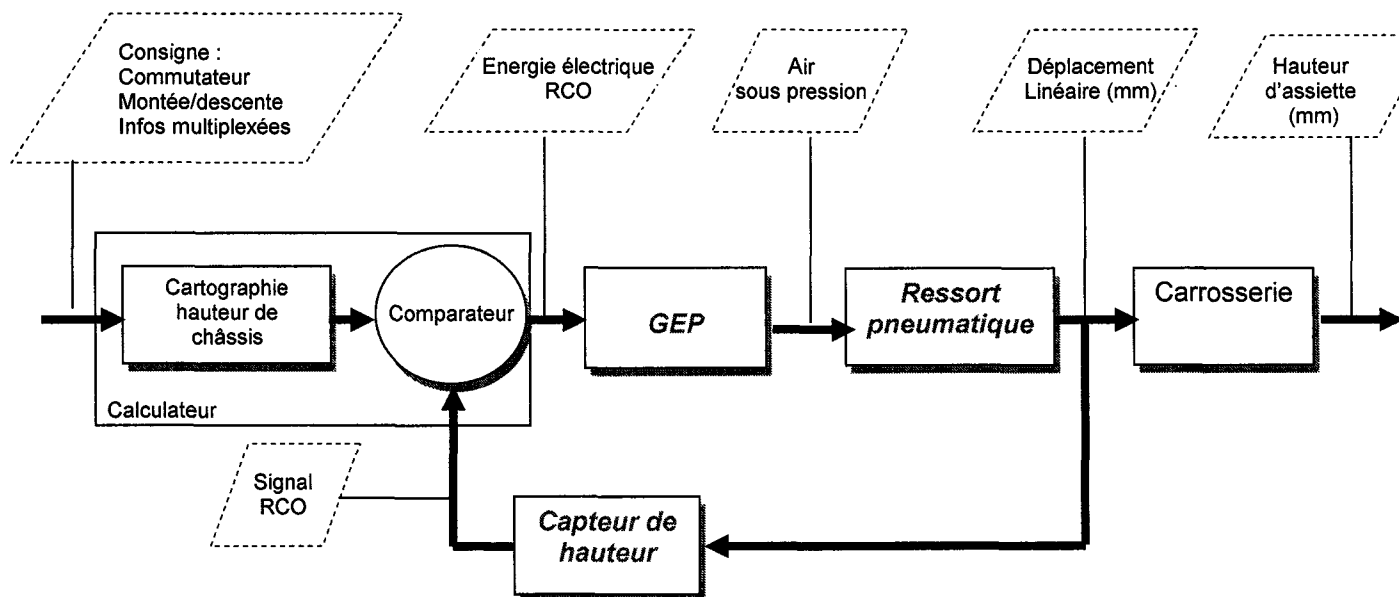 Consigne :
Commutateur
Montée/descente
Infos multiplexées
Energie électrique
RCO
Air
sous pression
Déplacement
Linéaire (mm)
Hauteur
d'assiette
(mm)
Cartographie
hauteur de
châssis
Comparateur
GEP
Ressort
pneumatique
Carrosserie
Calculateur
Signal
RCO
Capteur de
hauteur